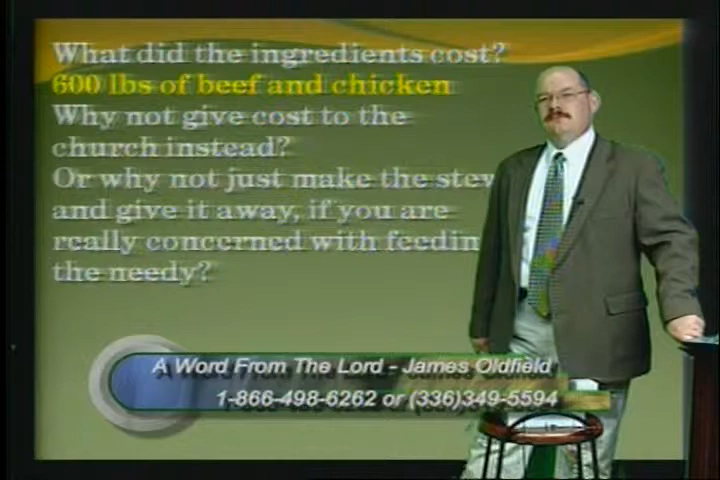 What did the ingredients cost?
600 lbs of beef and chicken
Why not give cost to the
church instead?
Or why not just make the stew
and give it away, if you are
really concerned with feedin
the needy?
A Word From The Lord - James Oldfield
1-866-498-6262 or (336)349-5594